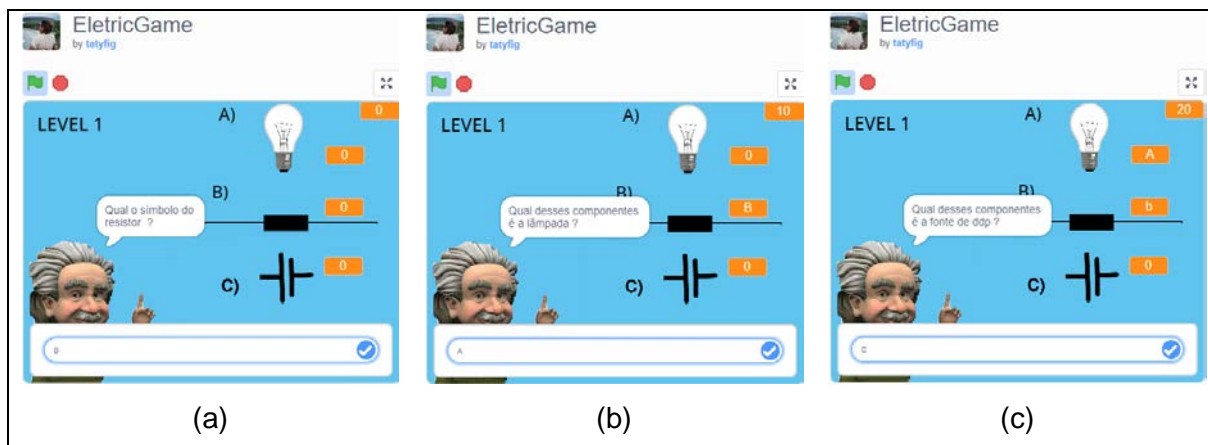 EletricGame
by tatyfig
0
LEVEL 1
A)
0
B)
0
Qual o símbolo do
resistor ?
C)
0
B
(a)
EletricGame
by tatyfig
10
LEVEL 1
A)
0
B)
B
Qual desses componentes
é a lâmpada ?
C)
0
A
(b)
EletricGame
by tatyfig
20
LEVEL 1
A)
A
B)
b
Qual desses componentes
é a fonte de ddp ?
C)
0
C
(c)